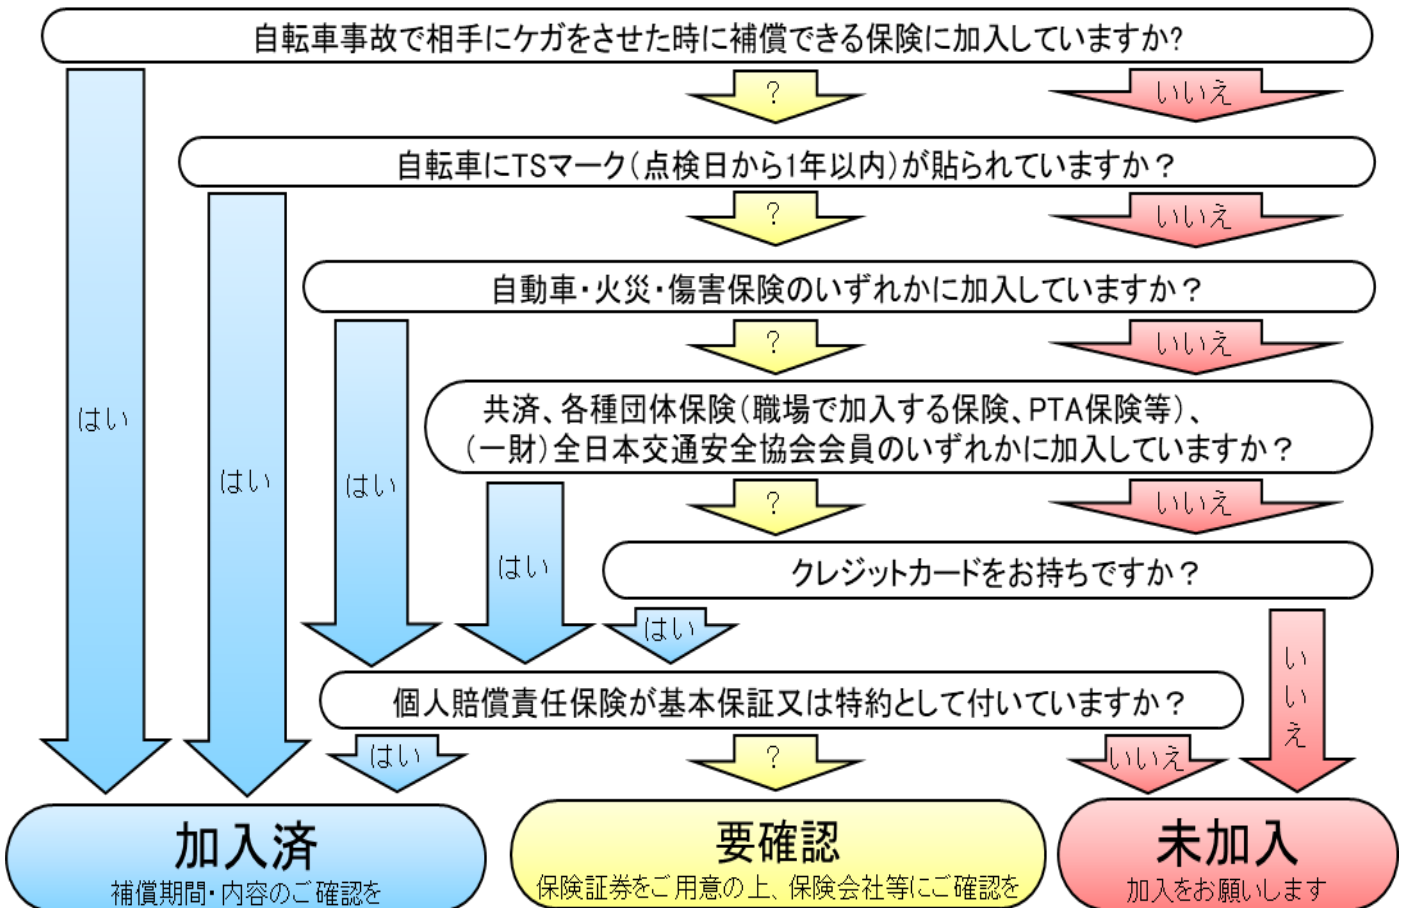 自転車事故で相手にケガをさせた時に補償できる保険に加入していますか?
？
いいえ
自転車にTSマーク(点検日から1年以内)が貼られていますか？
？
いいえ
自動車・火災・傷害保険のいずれかに加入していますか？
？
いいえ
共済、各種団体保険(職場で加入する保険、PTA保険等)、
(一財)全日本交通安全協会会員のいずれかに加入していますか？
はい
はい
はい
？
いいえ
はい
クレジットカードをお持ちですか？
はい
いいえ
個人賠償責任保険が基本保証又は特約として付いていますか？
はい
？
いいえ
加入済
補償期間・内容のご確認を
要確認
保険証券をご用意の上、保険会社等にご確認を
未加入
加入をお願いします